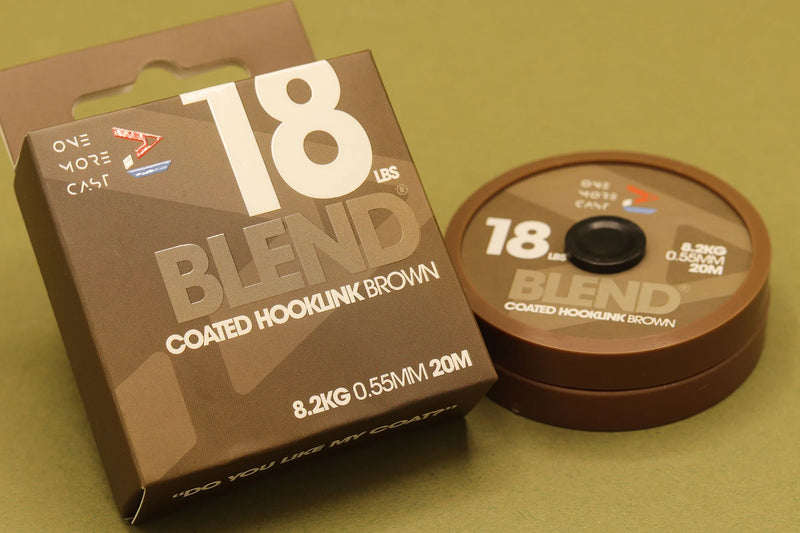 ONE
MORE
CAST
18
LBS
BLEND®
COATED HOOKLINK BROWN
8.2KG 0.55MM 20M
"DO YOU LIKE MY COAT?"
ONE
MORE
CAST
18 LBS
8.2KG
0.55MM
20M
BLEND®
COATED HOOKLINK BROWN